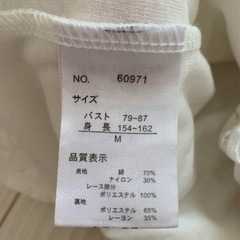 NO. 60971
サイズ
バスト 79~87
身長 154~162
M
品質表示
表地 綿 70%
ナイロン 30%
レース部分
ポリエステル 100%
裏地
ポリエステル 65%
レーヨン 35%